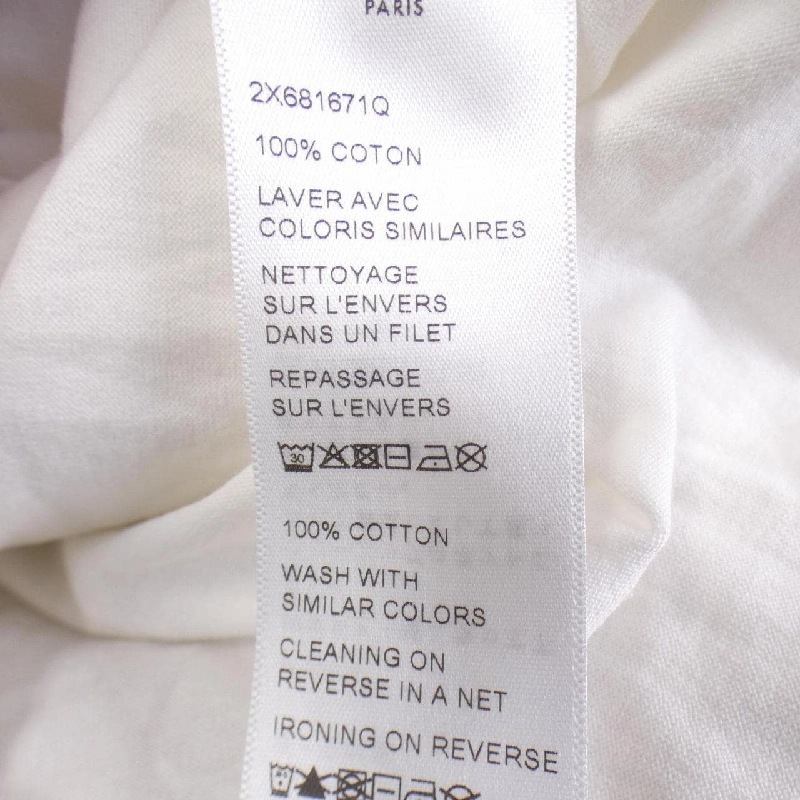 PARIS
2X681671Q
100% COTON
LAVER AVEC
COLORIS SIMILAIRES
NETTOYAGE
SUR L'ENVERS
DANS UN FILET
REPASSAGE
SUR L'ENVERS
30
100% COTTON
WASH WITH
SIMILAR COLORS
CLEANING ON
REVERSE IN A NET
IRONING ON REVERSE